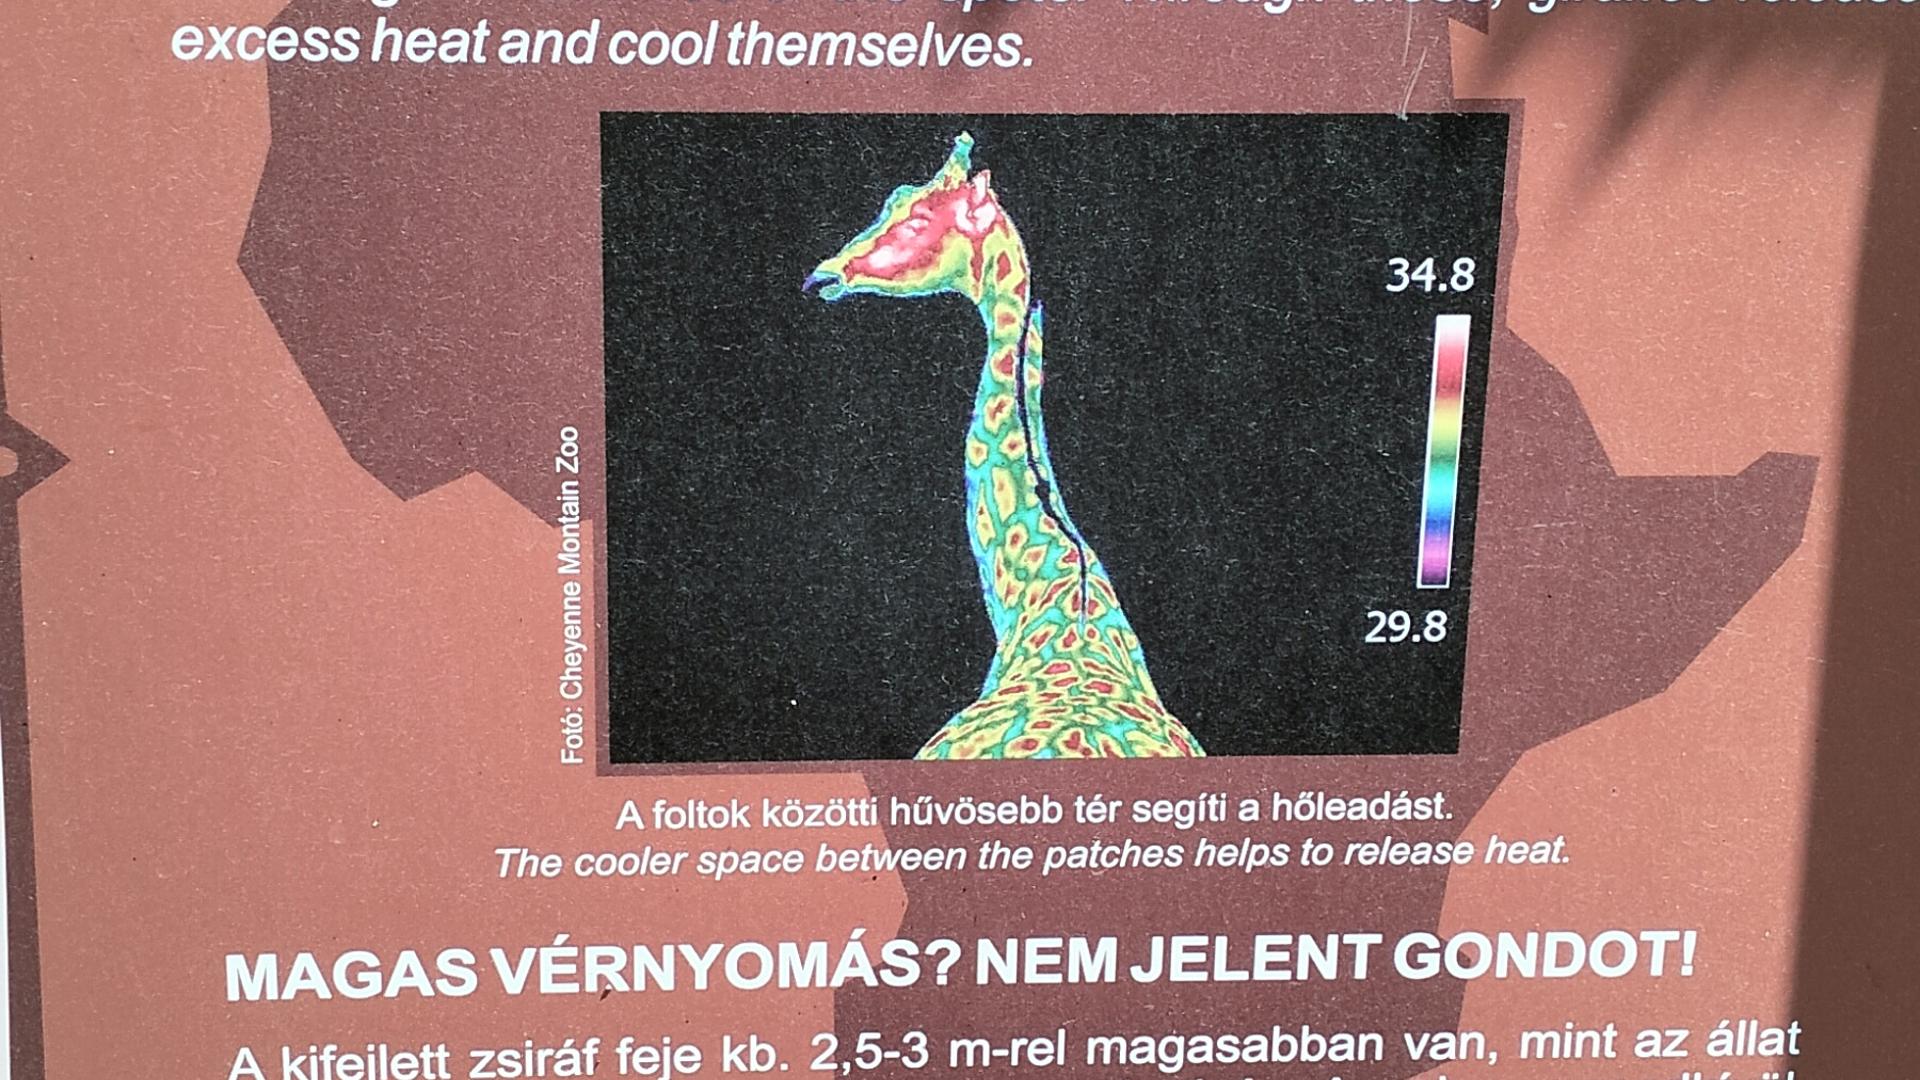 the spots. Through these, giraffes release
excess heat and cool themselves.
34.8
29.8
Fotó: Cheyenne Montain Zoo
A foltok közötti hűvösebb tér segíti a hőleadást.
The cooler space between the patches helps to release heat.
MAGAS VÉRNYOMÁS? NEM JELENT GONDOT!
A kifejlett zsiráf feje kb. 2,5-3 m-rel magasabban van, mint az állat